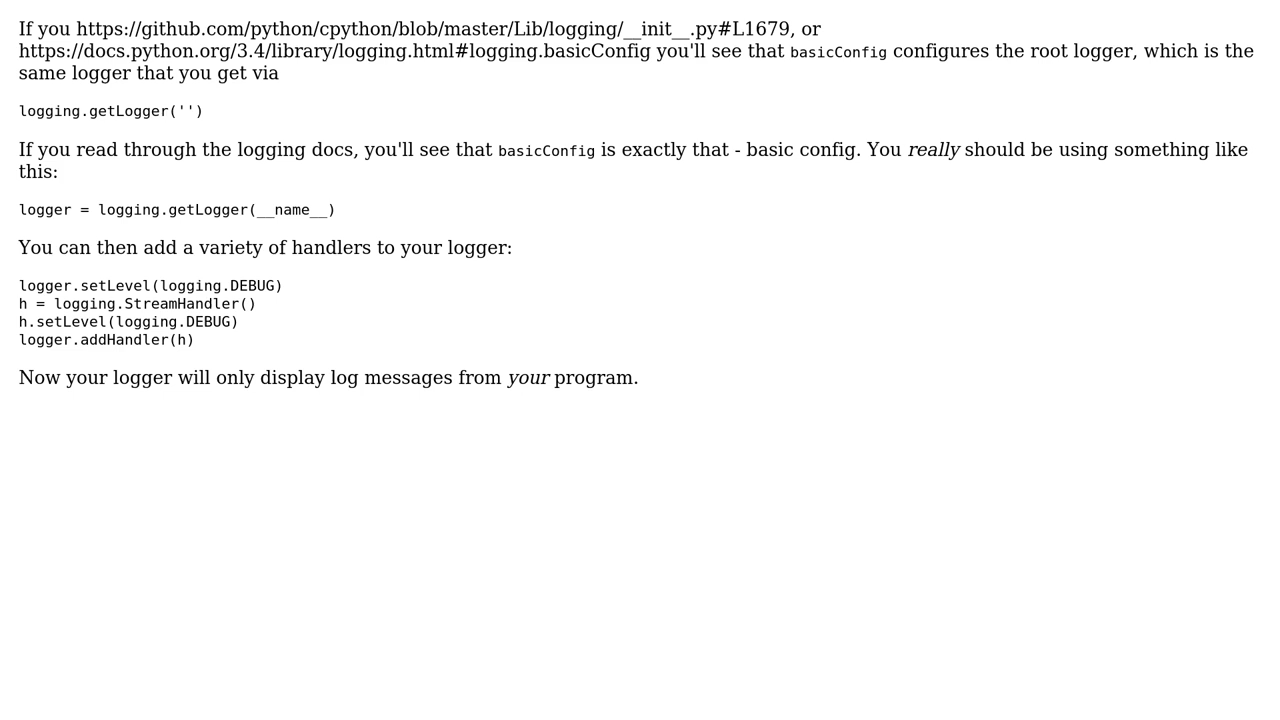 If you https://github.com/python/cpython/blob/master/Lib/logging/__init__.py#L1679, or
https://docs.python.org/3.4/library/logging.html#logging.basicConfig you'll see that basicConfig configures the root logger, which is the
same logger that you get via
logging.getLogger('')
If you read through the logging docs, you'll see that basicConfig is exactly that - basic config. You really should be using something like
this:
logger = logging.getLogger(__name__)
You can then add a variety of handlers to your logger:
logger.setLevel(logging.DEBUG)
h = logging.StreamHandler()
h.setLevel(logging.DEBUG)
logger.addHandler(h)
Now your logger will only display log messages from your program.